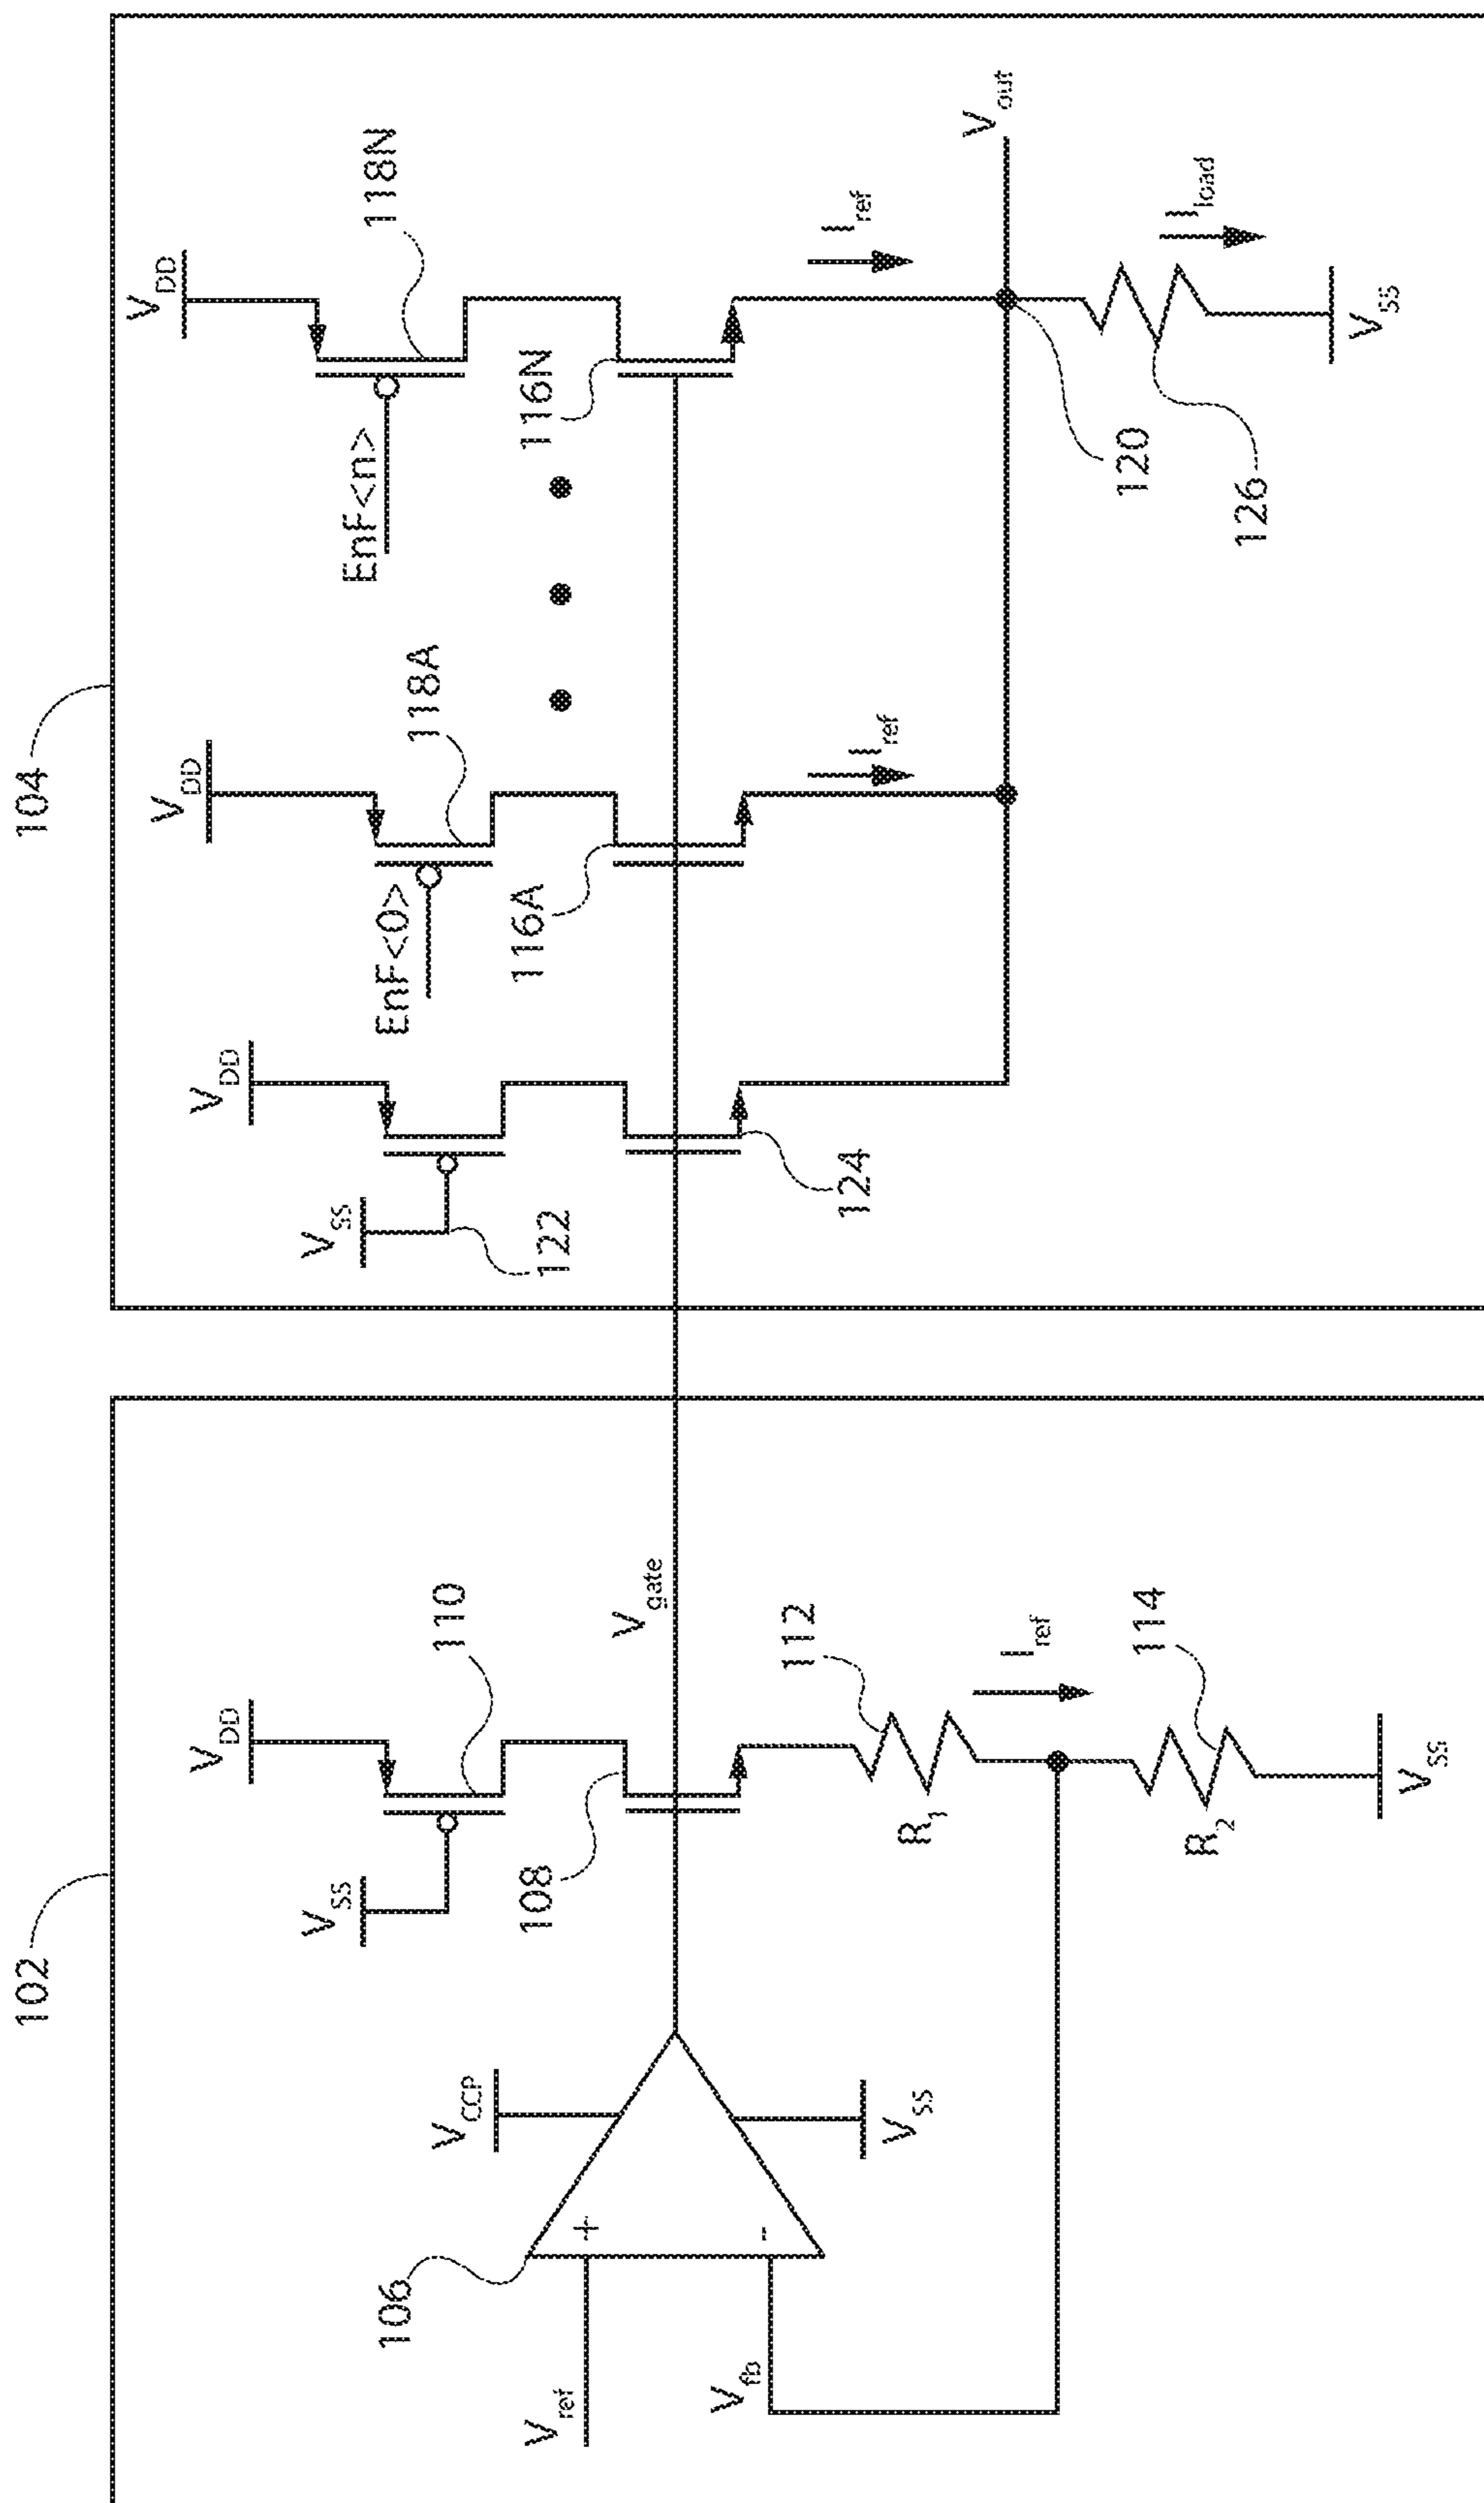 102
104
106
V_ref
V_fb
+
-
V_CCP
V_SS
V_SS
V_DD
110
108
V_gate
112
R_1
I_ref
114
R_2
V_SS
V_SS
122
V_DD
124
EnF<0>
V_DD
118A
116A
I_ref
EnF<n>
V_DD
118N
116N
I_ref
V_out
120
126
I_load
V_SS